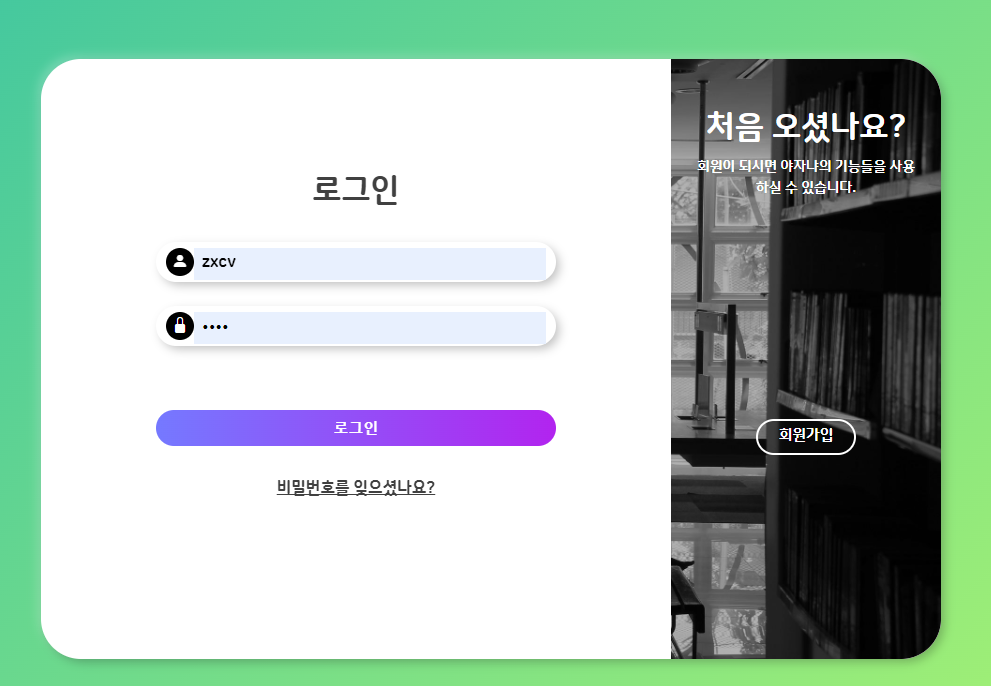 로그인
zxcv
••••
로그인
비밀번호를 잊으셨나요?
처음 오셨나요?
회원이 되시면 야자나의 기능들을 사용
하실 수 있습니다.
회원가입